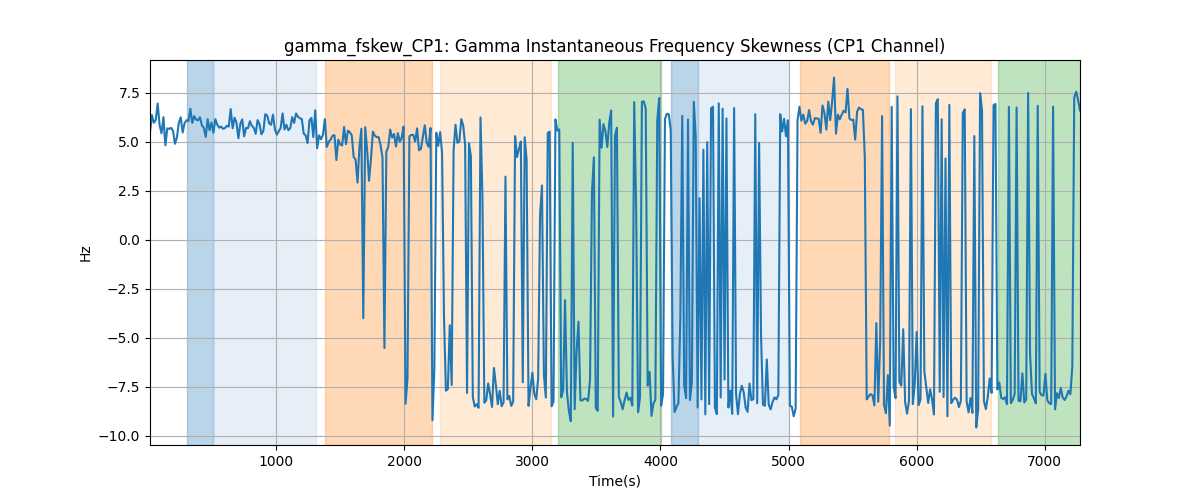 gamma_fskew_CP1: Gamma Instantaneous Frequency Skewness (CP1 Channel)
7.5
5.0
2.5
0.0
−2.5
−5.0
−7.5
−10.0
Hz
1000 2000 3000 4000 5000 6000 7000
Time(s)